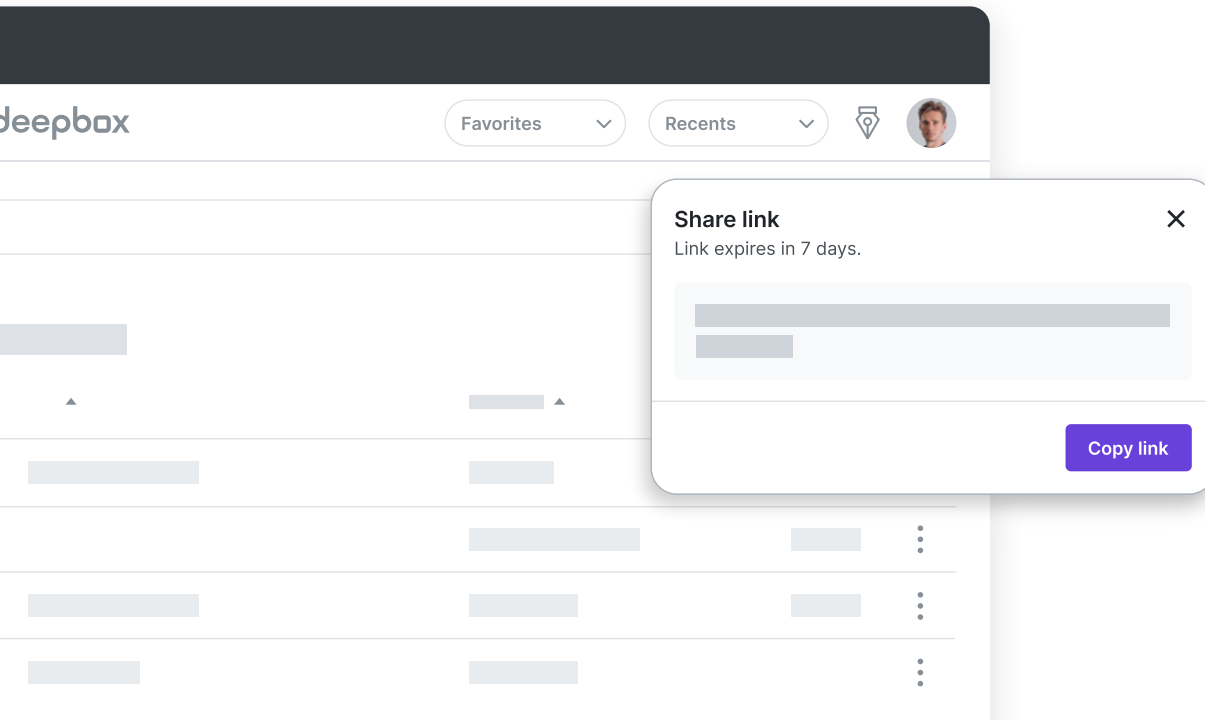 deepbox
Favorites
Recents
Share link
Link expires in 7 days.
Copy link